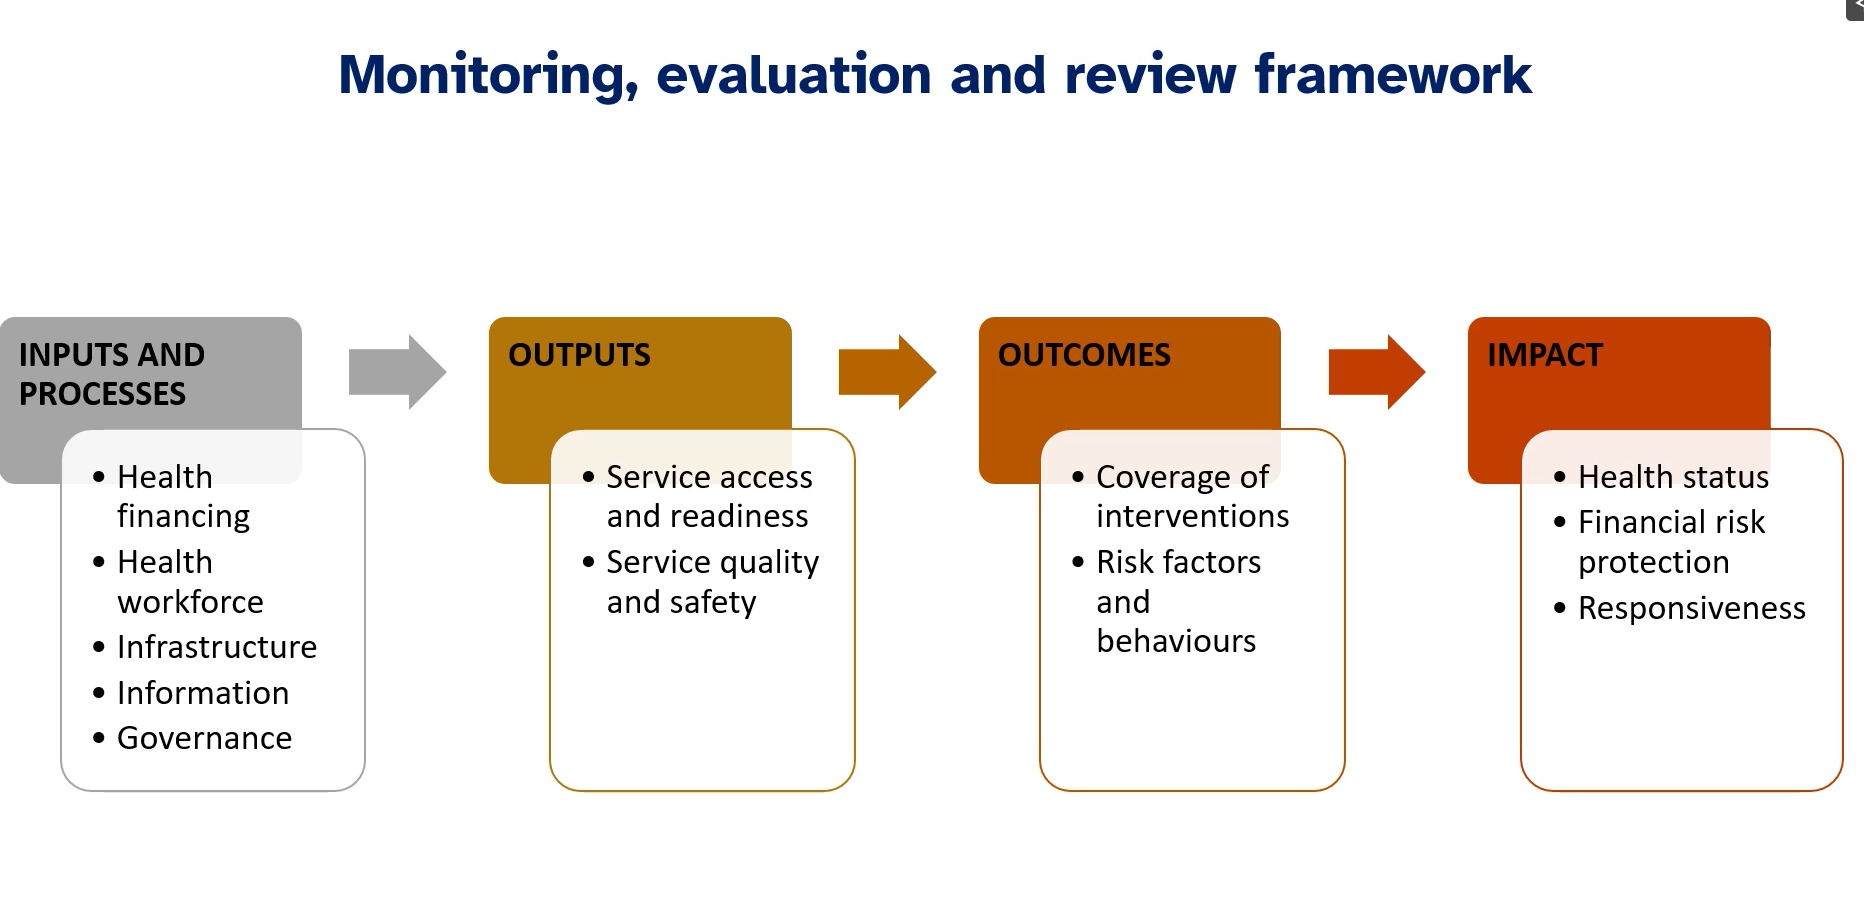 Monitoring, evaluation and review framework
INPUTS AND
PROCESSES
• Health
financing
• Health
workforce
• Infrastructure
• Information
• Governance
OUTPUTS
• Service access
and readiness
• Service quality
and safety
OUTCOMES
• Coverage of
interventions
• Risk factors
and
behaviours
IMPACT
• Health status
• Financial risk
protection
• Responsiveness